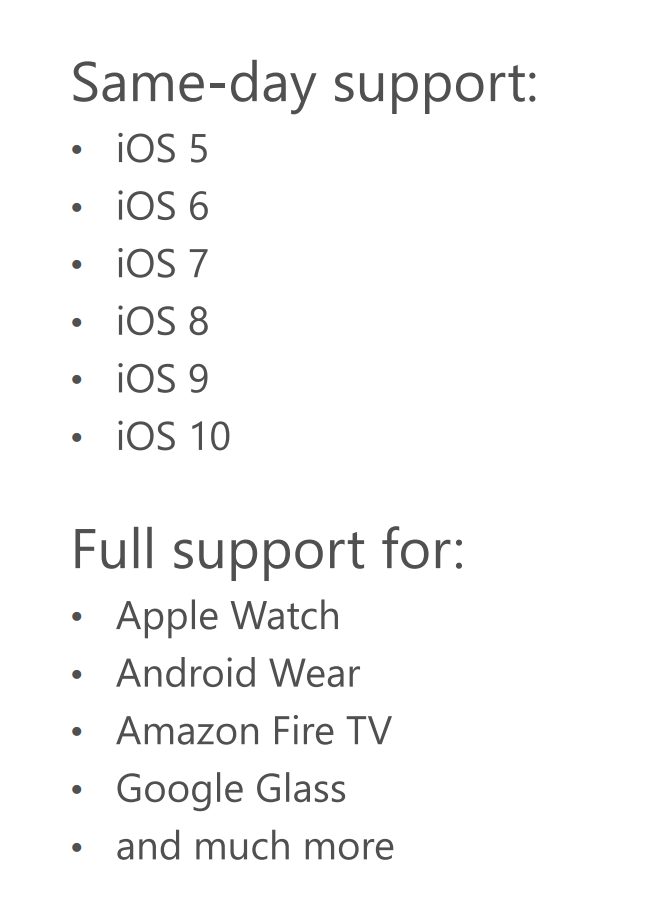 Same-day support:
• iOS 5
• iOS 6
• iOS 7
• iOS 8
• iOS 9
• iOS 10
Full support for:
• Apple Watch
• Android Wear
• Amazon Fire TV
• Google Glass
• and much more